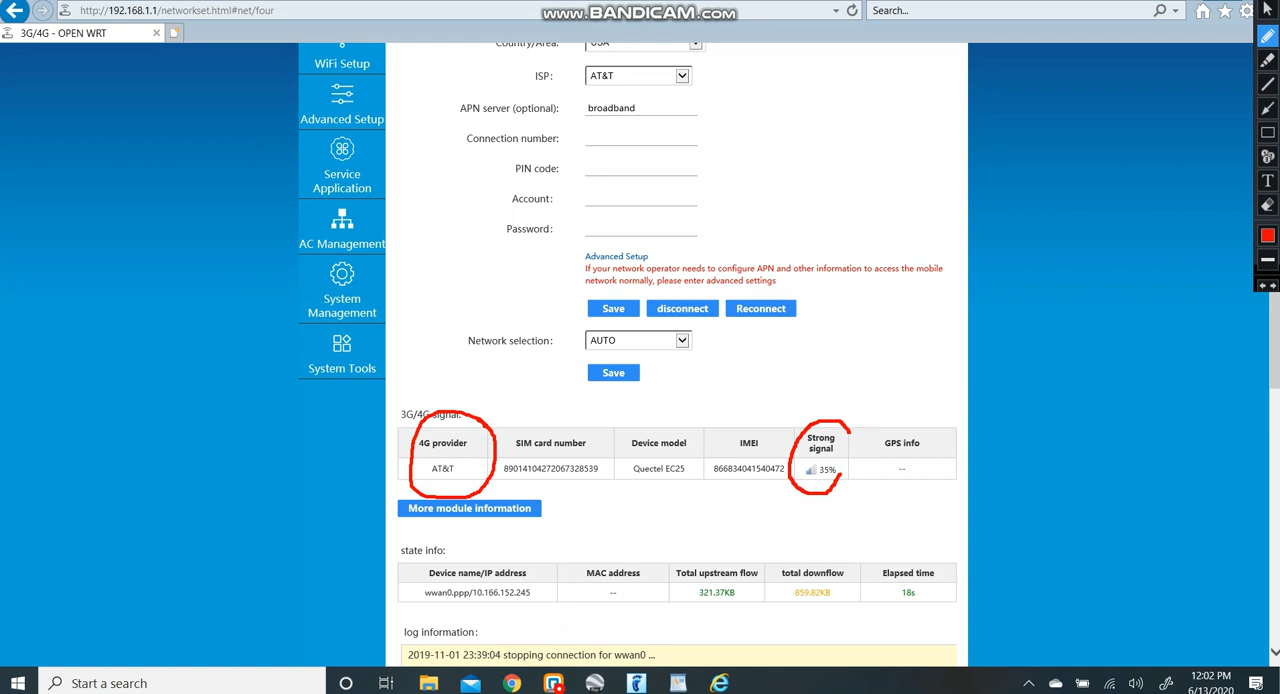 http://192.168.1.1/networkset.html#net/four
www.BANDICAM.com
Search...
3G/4G - OPEN WRT
Country/Area:
USA
WiFi Setup
ISP:
AT&T
Advanced Setup
APN server (optional):
broadband
Connection number:
Service
Application
PIN code:
Account:
AC Management
Password:
Advanced Setup
If your network operator needs to configure APN and other information to access the mobile
network normally, please enter advanced settings
System
Management
Save
disconnect
Reconnect
Network selection:
AUTO
System Tools
Save
3G/4G signal:
4G provider
SIM card number
Device model
IMEI
Strong
signal
GPS info
AT&T
89014104272067328539
Quectel EC25
866834041540472
35%
--
More module information
state info:
Device name/IP address
MAC address
Total upstream flow
total downflow
Elapsed time
wwan0.ppp/10.166.152.245
--
321.37KB
859.82KB
18s
log information:
2019-11-01 23:39:04 stopping connection for wwan0 ...
Start a search
12:02 PM
6/13/2020